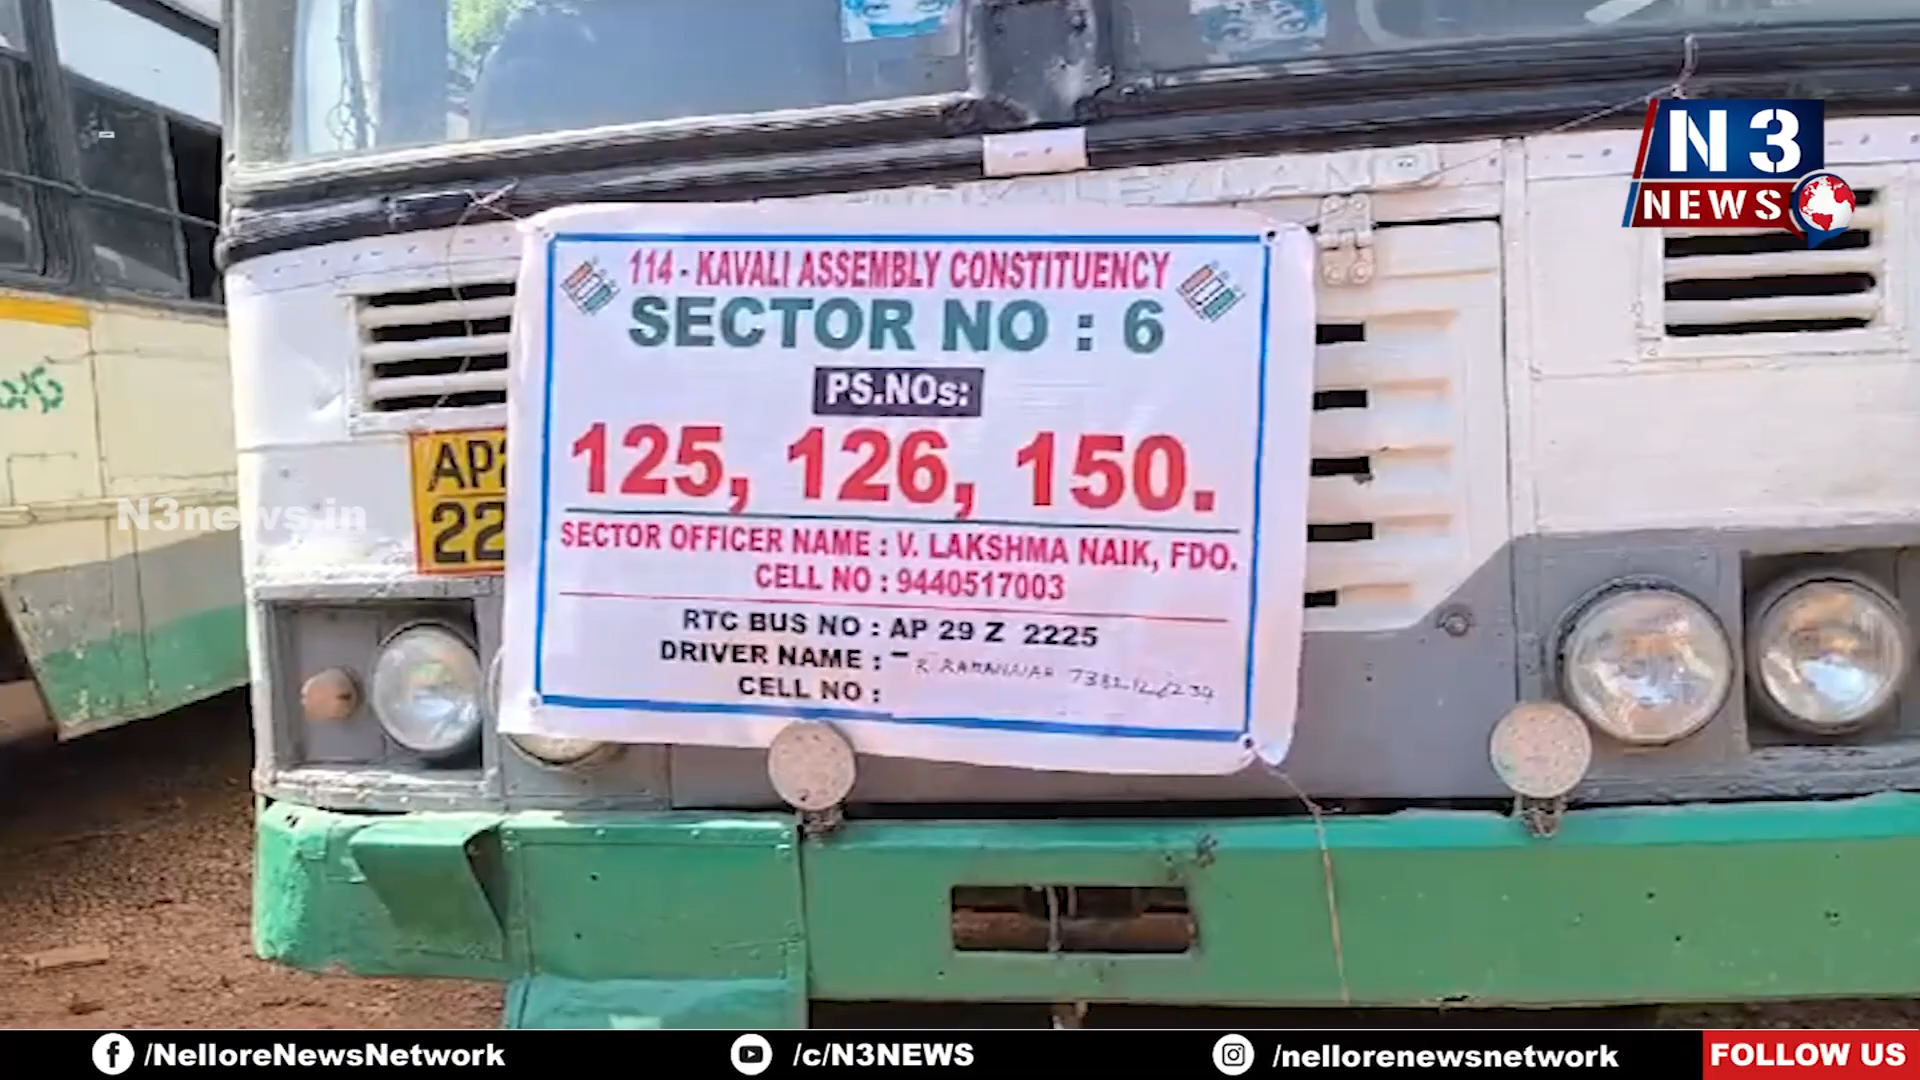 N3
NEWS
114 - KAVALI ASSEMBLY CONSTITUENCY
SECTOR NO : 6
PS.NOs:
125, 126, 150.
SECTOR OFFICER NAME : V. LAKSHMA NAIK, FDO.
CELL NO : 9440517003
RTC BUS NO : AP 29 Z 2225
DRIVER NAME : -
CELL NO :
AP2
22
N3news.in
/NelloreNewsNetwork
/c/N3NEWS
/nellorenewsnetwork
FOLLOW US